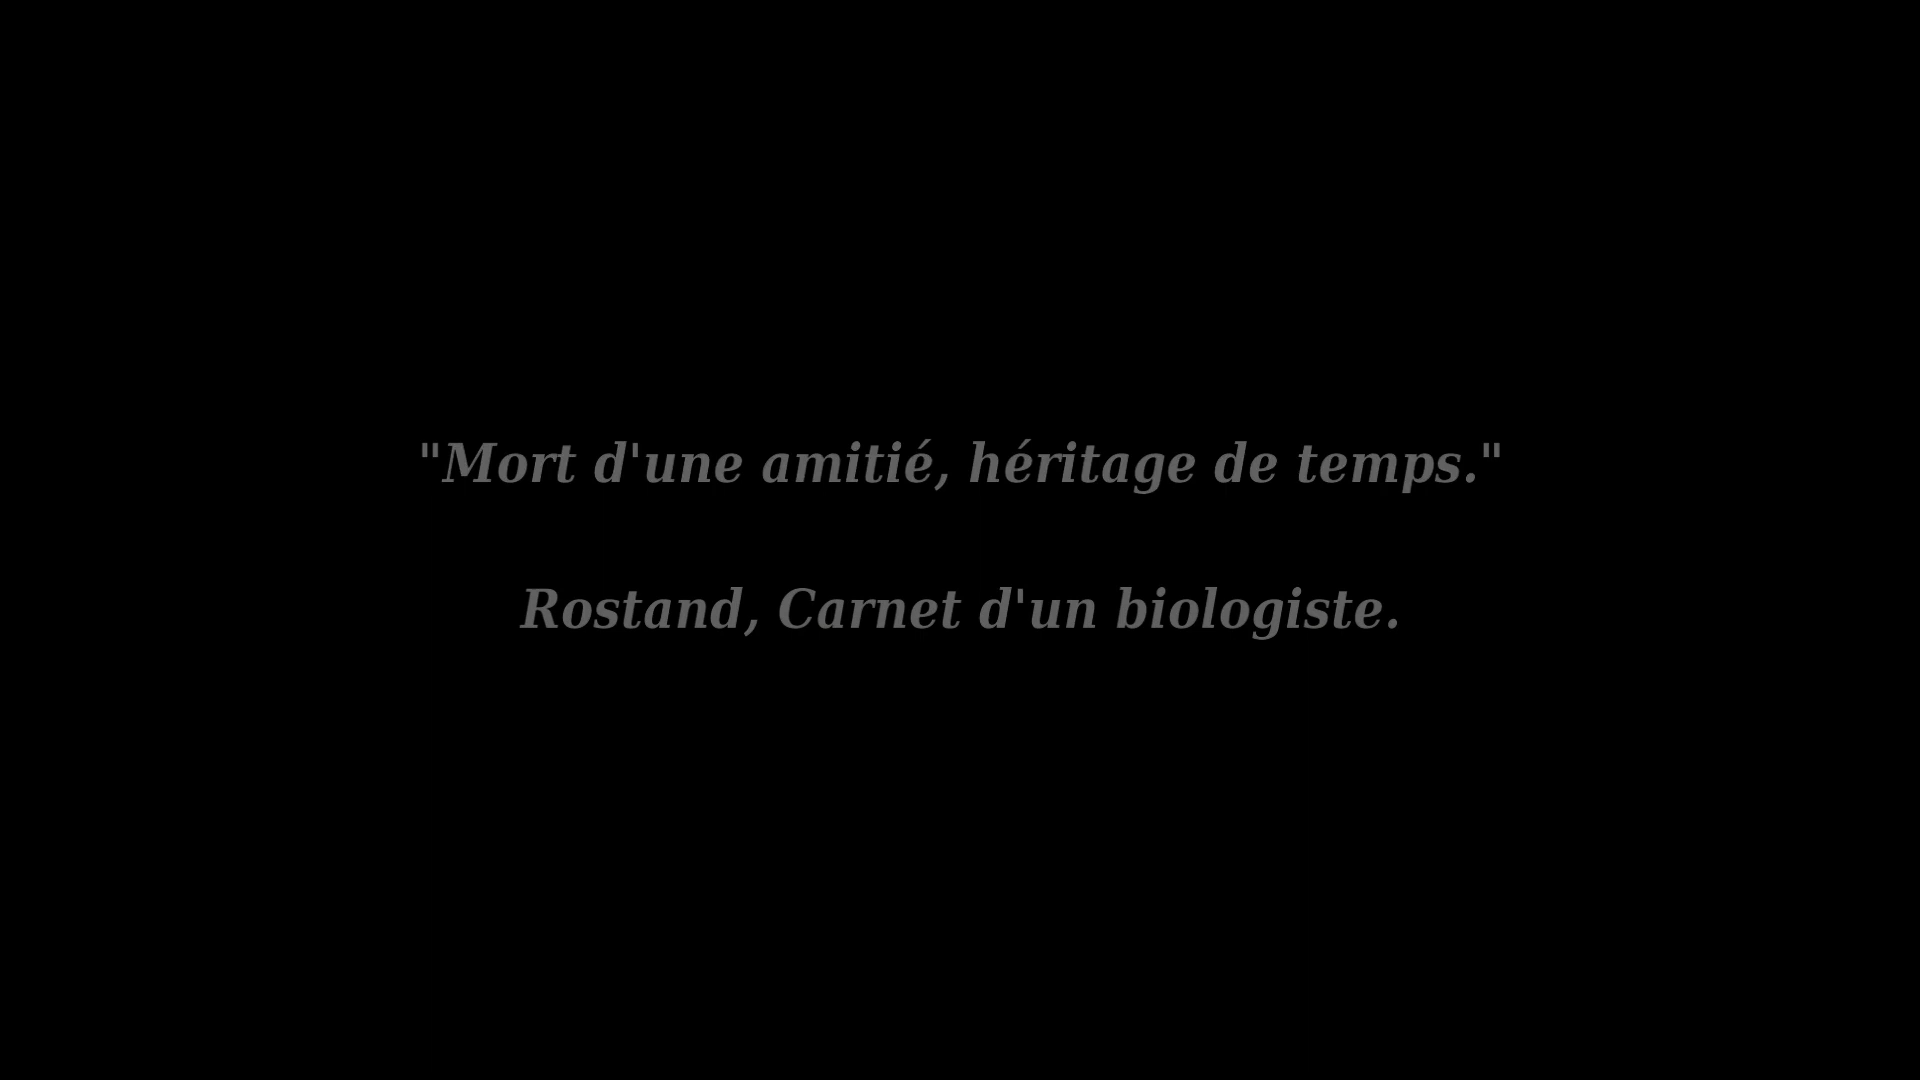 "Mort d'une amitié, héritage de temps."
Rostand, Carnet d'un biologiste.